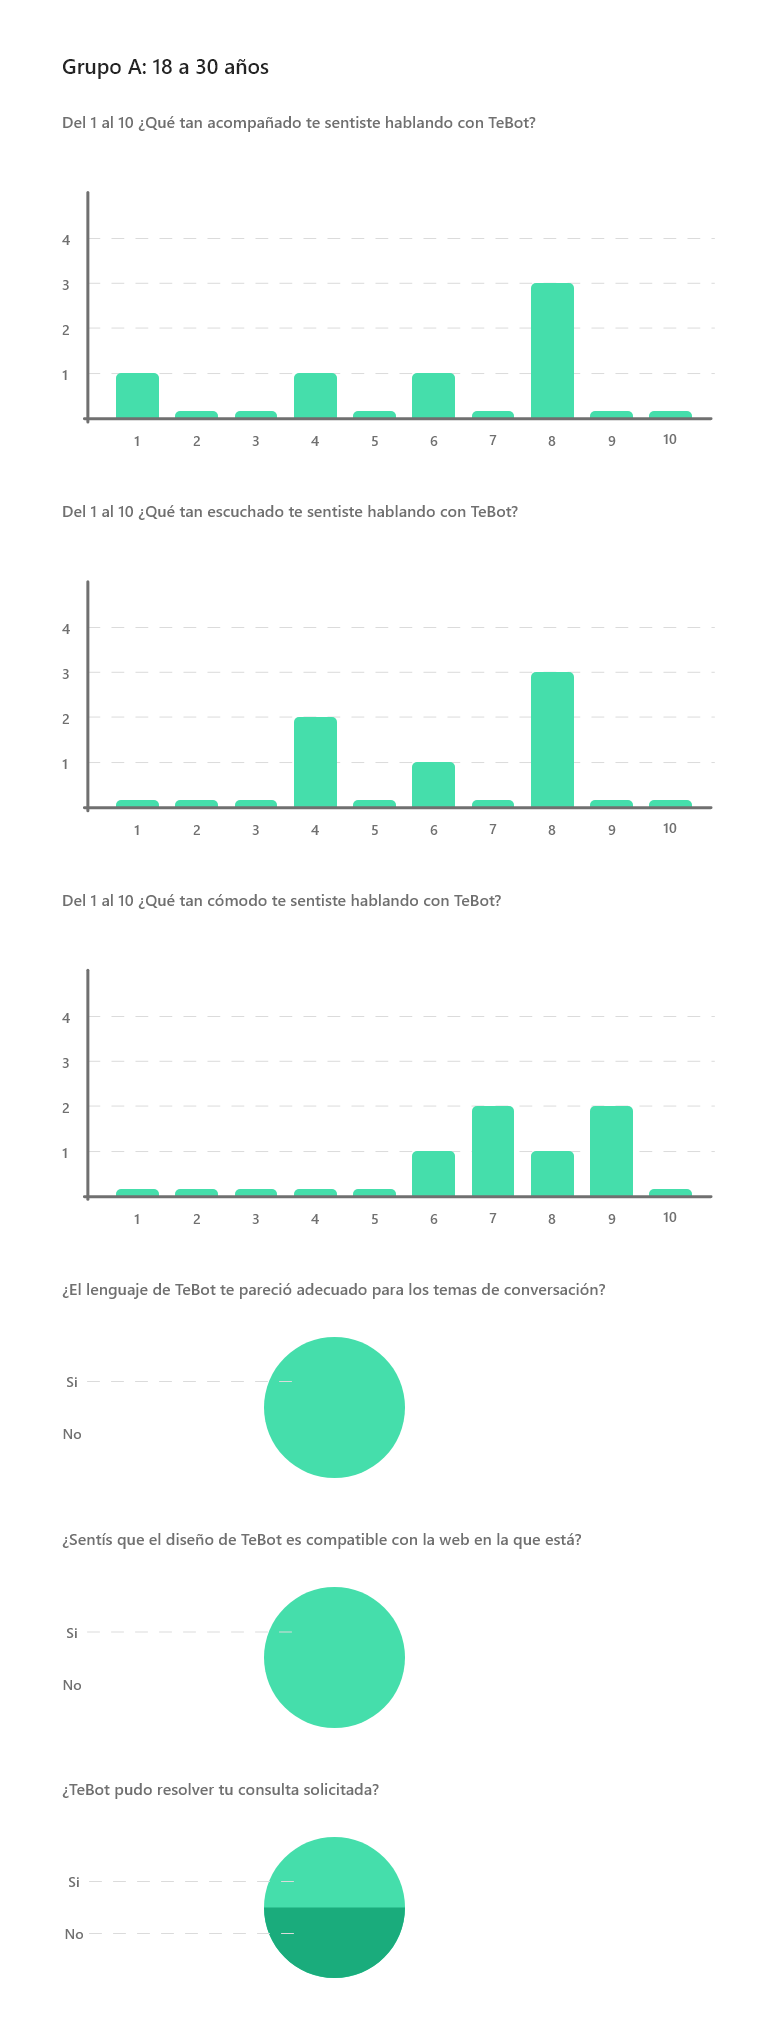 Grupo A: 18 a 30 años
Del 1 al 10 ¿Qué tan acompañado te sentiste hablando con TeBot?
4
3
2
1
1 2 3 4 5 6 7 8 9 10
Del 1 al 10 ¿Qué tan escuchado te sentiste hablando con TeBot?
4
3
2
1
1 2 3 4 5 6 7 8 9 10
Del 1 al 10 ¿Qué tan cómodo te sentiste hablando con TeBot?
4
3
2
1
1 2 3 4 5 6 7 8 9 10
¿El lenguaje de TeBot te pareció adecuado para los temas de conversación?
Si
No
¿Sentís que el diseño de TeBot es compatible con la web en la que está?
Si
No
¿TeBot pudo resolver tu consulta solicitada?
Si
No